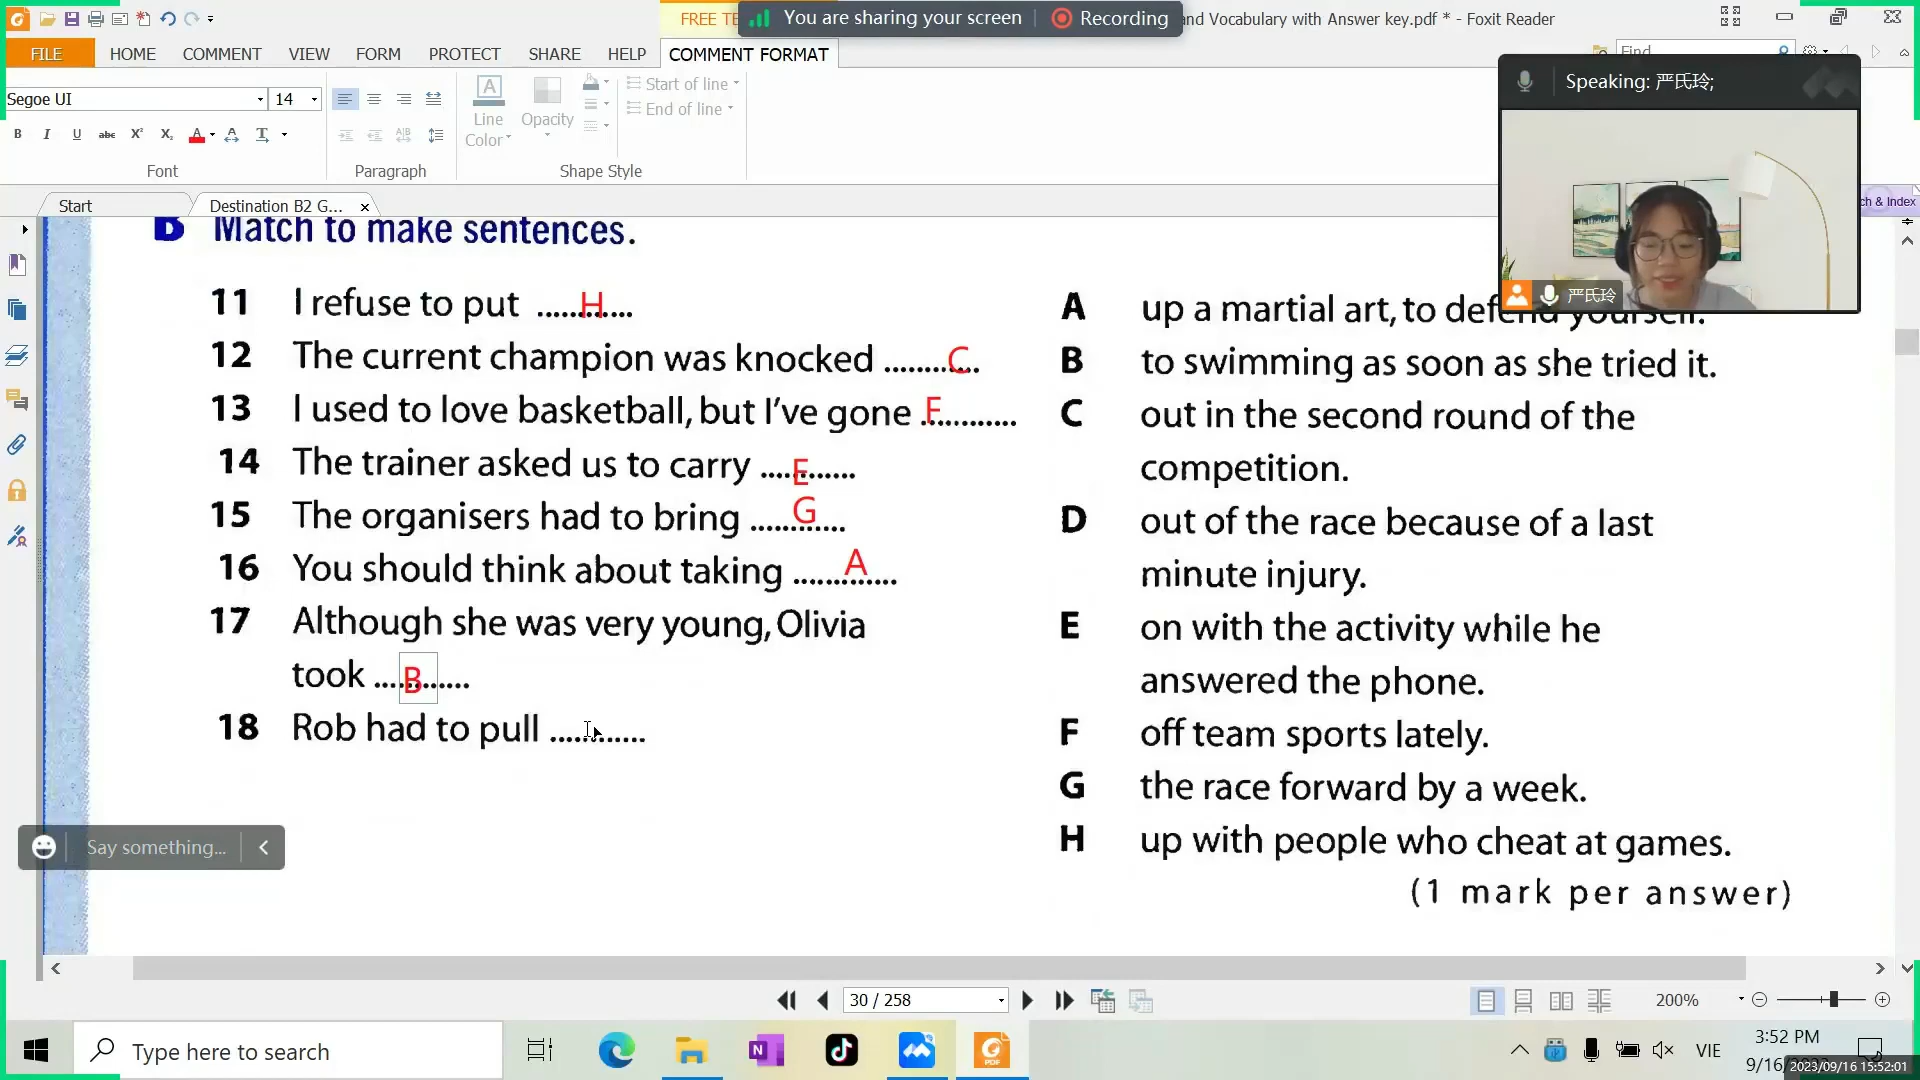 FREE TE
You are sharing your screen
Recording
and Vocabulary with Answer key.pdf * - Foxit Reader
FILE HOME COMMENT VIEW FORM PROTECT SHARE HELP COMMENT FORMAT
Find
Segoe UI 14
Line Color
Opacity
Start of line
End of line
Font
Paragraph
Shape Style
Speaking: 严氏玲;
严氏玲
Start
Destination B2 G...
ch & Index
B Match to make sentences.
11 I refuse to put ............ H
12 The current champion was knocked ............ C
13 I used to love basketball, but I've gone ............ F
14 The trainer asked us to carry ............ E
15 The organisers had to bring ............ G
16 You should think about taking ............ A
17 Although she was very young, Olivia
took ............ B
18 Rob had to pull ............
A up a martial art, to defend yourself.
B to swimming as soon as she tried it.
C out in the second round of the
competition.
D out of the race because of a last
minute injury.
E on with the activity while he
answered the phone.
F off team sports lately.
G the race forward by a week.
H up with people who cheat at games.
(1 mark per answer)
Say something...
30 / 258
200%
Type here to search
VIE
3:52 PM
9/16/
2023/09/16 15:52:01